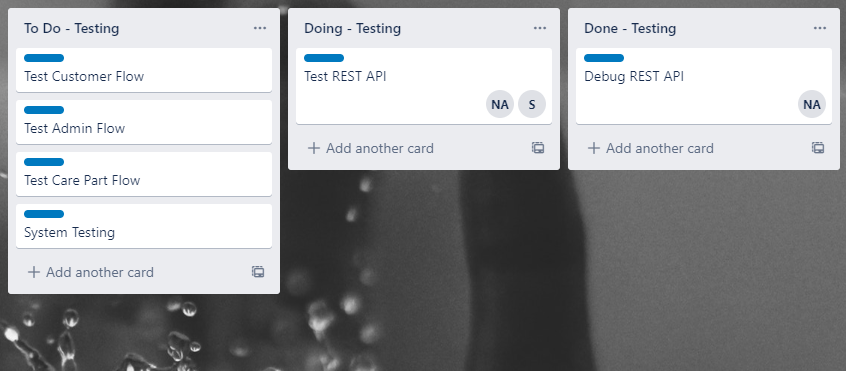 To Do - Testing
Test Customer Flow
Test Admin Flow
Test Care Part Flow
System Testing
Add another card
Doing - Testing
Test REST API
NA S
Add another card
Done - Testing
Debug REST API
NA
Add another card